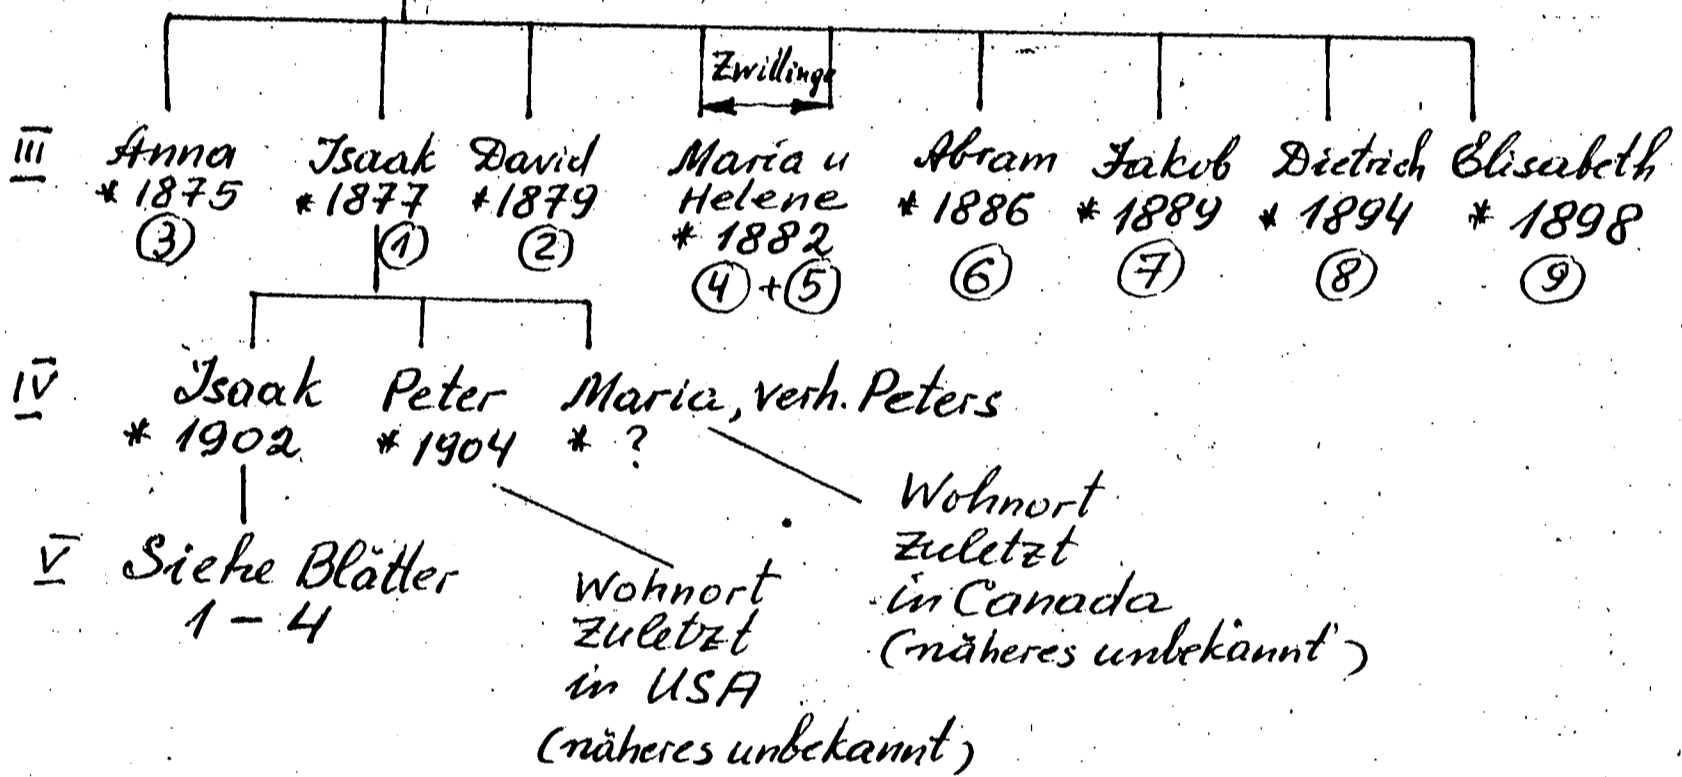 Zwillinge
III Anna Isaak David Maria u Abram Jakob Dietrich Elisabeth
* 1875 * 1877 * 1879 Helene * 1886 * 1889 * 1894 * 1898
③ ① ② * 1882 ⑥ ⑦ ⑧ ⑨
④ + ⑤
IV Isaak Peter Maria, verh. Peters
* 1902 * 1904 * ?
Wohnort
zuletzt
in Canada
(näheres unbekannt)
V Siehe Blätter
1 - 4
Wohnort
zuletzt
in USA
(näheres unbekannt)